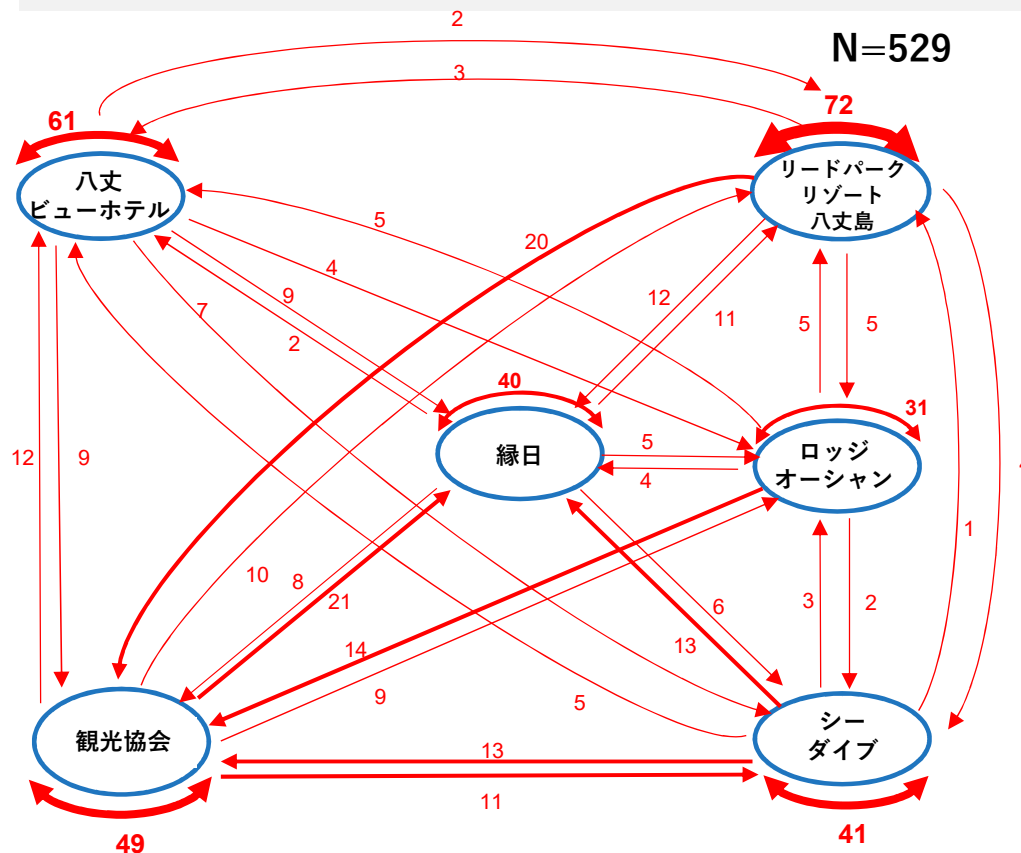 2
N=529
3
61
72
八丈
ビューホテル
リードパーク
リゾート
八丈島
5
20
4
9
7
12
2
11
5
5
40
31
縁日
5
ロッジ
オーシャン
4
12
9
10
8
6
3
2
1
21
13
14
9
5
観光協会
シー
ダイブ
13
11
49
41